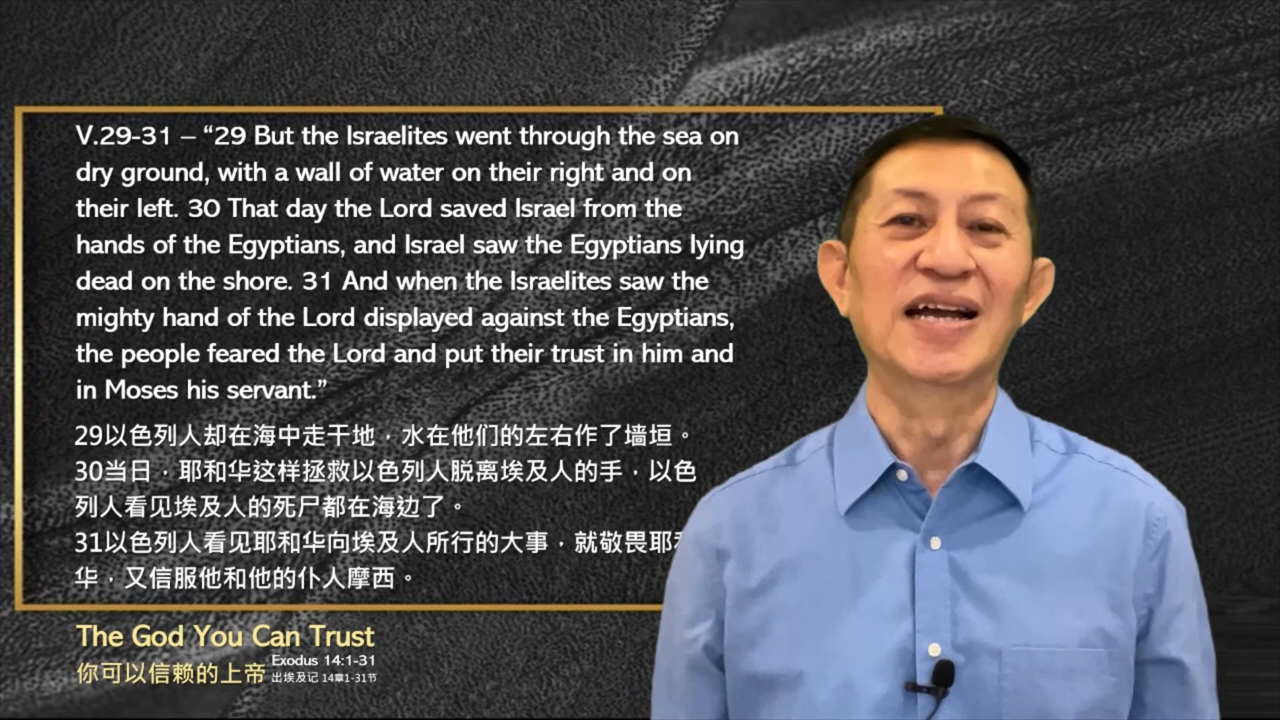 V.29-31 – “29 But the Israelites went through the sea on
dry ground, with a wall of water on their right and on
their left. 30 That day the Lord saved Israel from the
hands of the Egyptians, and Israel saw the Egyptians lying
dead on the shore. 31 And when the Israelites saw the
mighty hand of the Lord displayed against the Egyptians,
the people feared the Lord and put their trust in him and
in Moses his servant.”
29以色列人却在海中走干地，水在他们的左右作了墙垣。
30当日，耶和华这样拯救以色列人脱离埃及人的手，以色
列人看见埃及人的死尸都在海边了。
31以色列人看见耶和华向埃及人所行的大事，就敬畏耶
华，又信服他和他的仆人摩西。
The God You Can Trust
你可以信赖的上帝
Exodus 14:1-31
出埃及记 14章1-31节